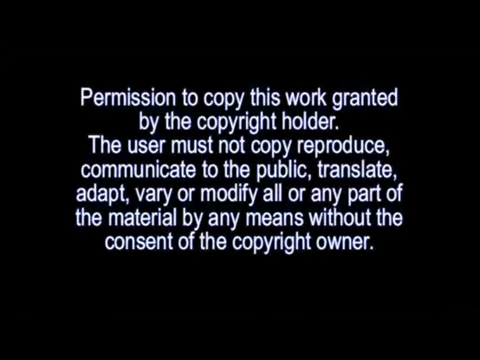 Permission to copy this work granted
by the copyright holder.
The user must not copy reproduce,
communicate to the public, translate,
adapt, vary or modify all or any part of
the material by any means without the
consent of the copyright owner.